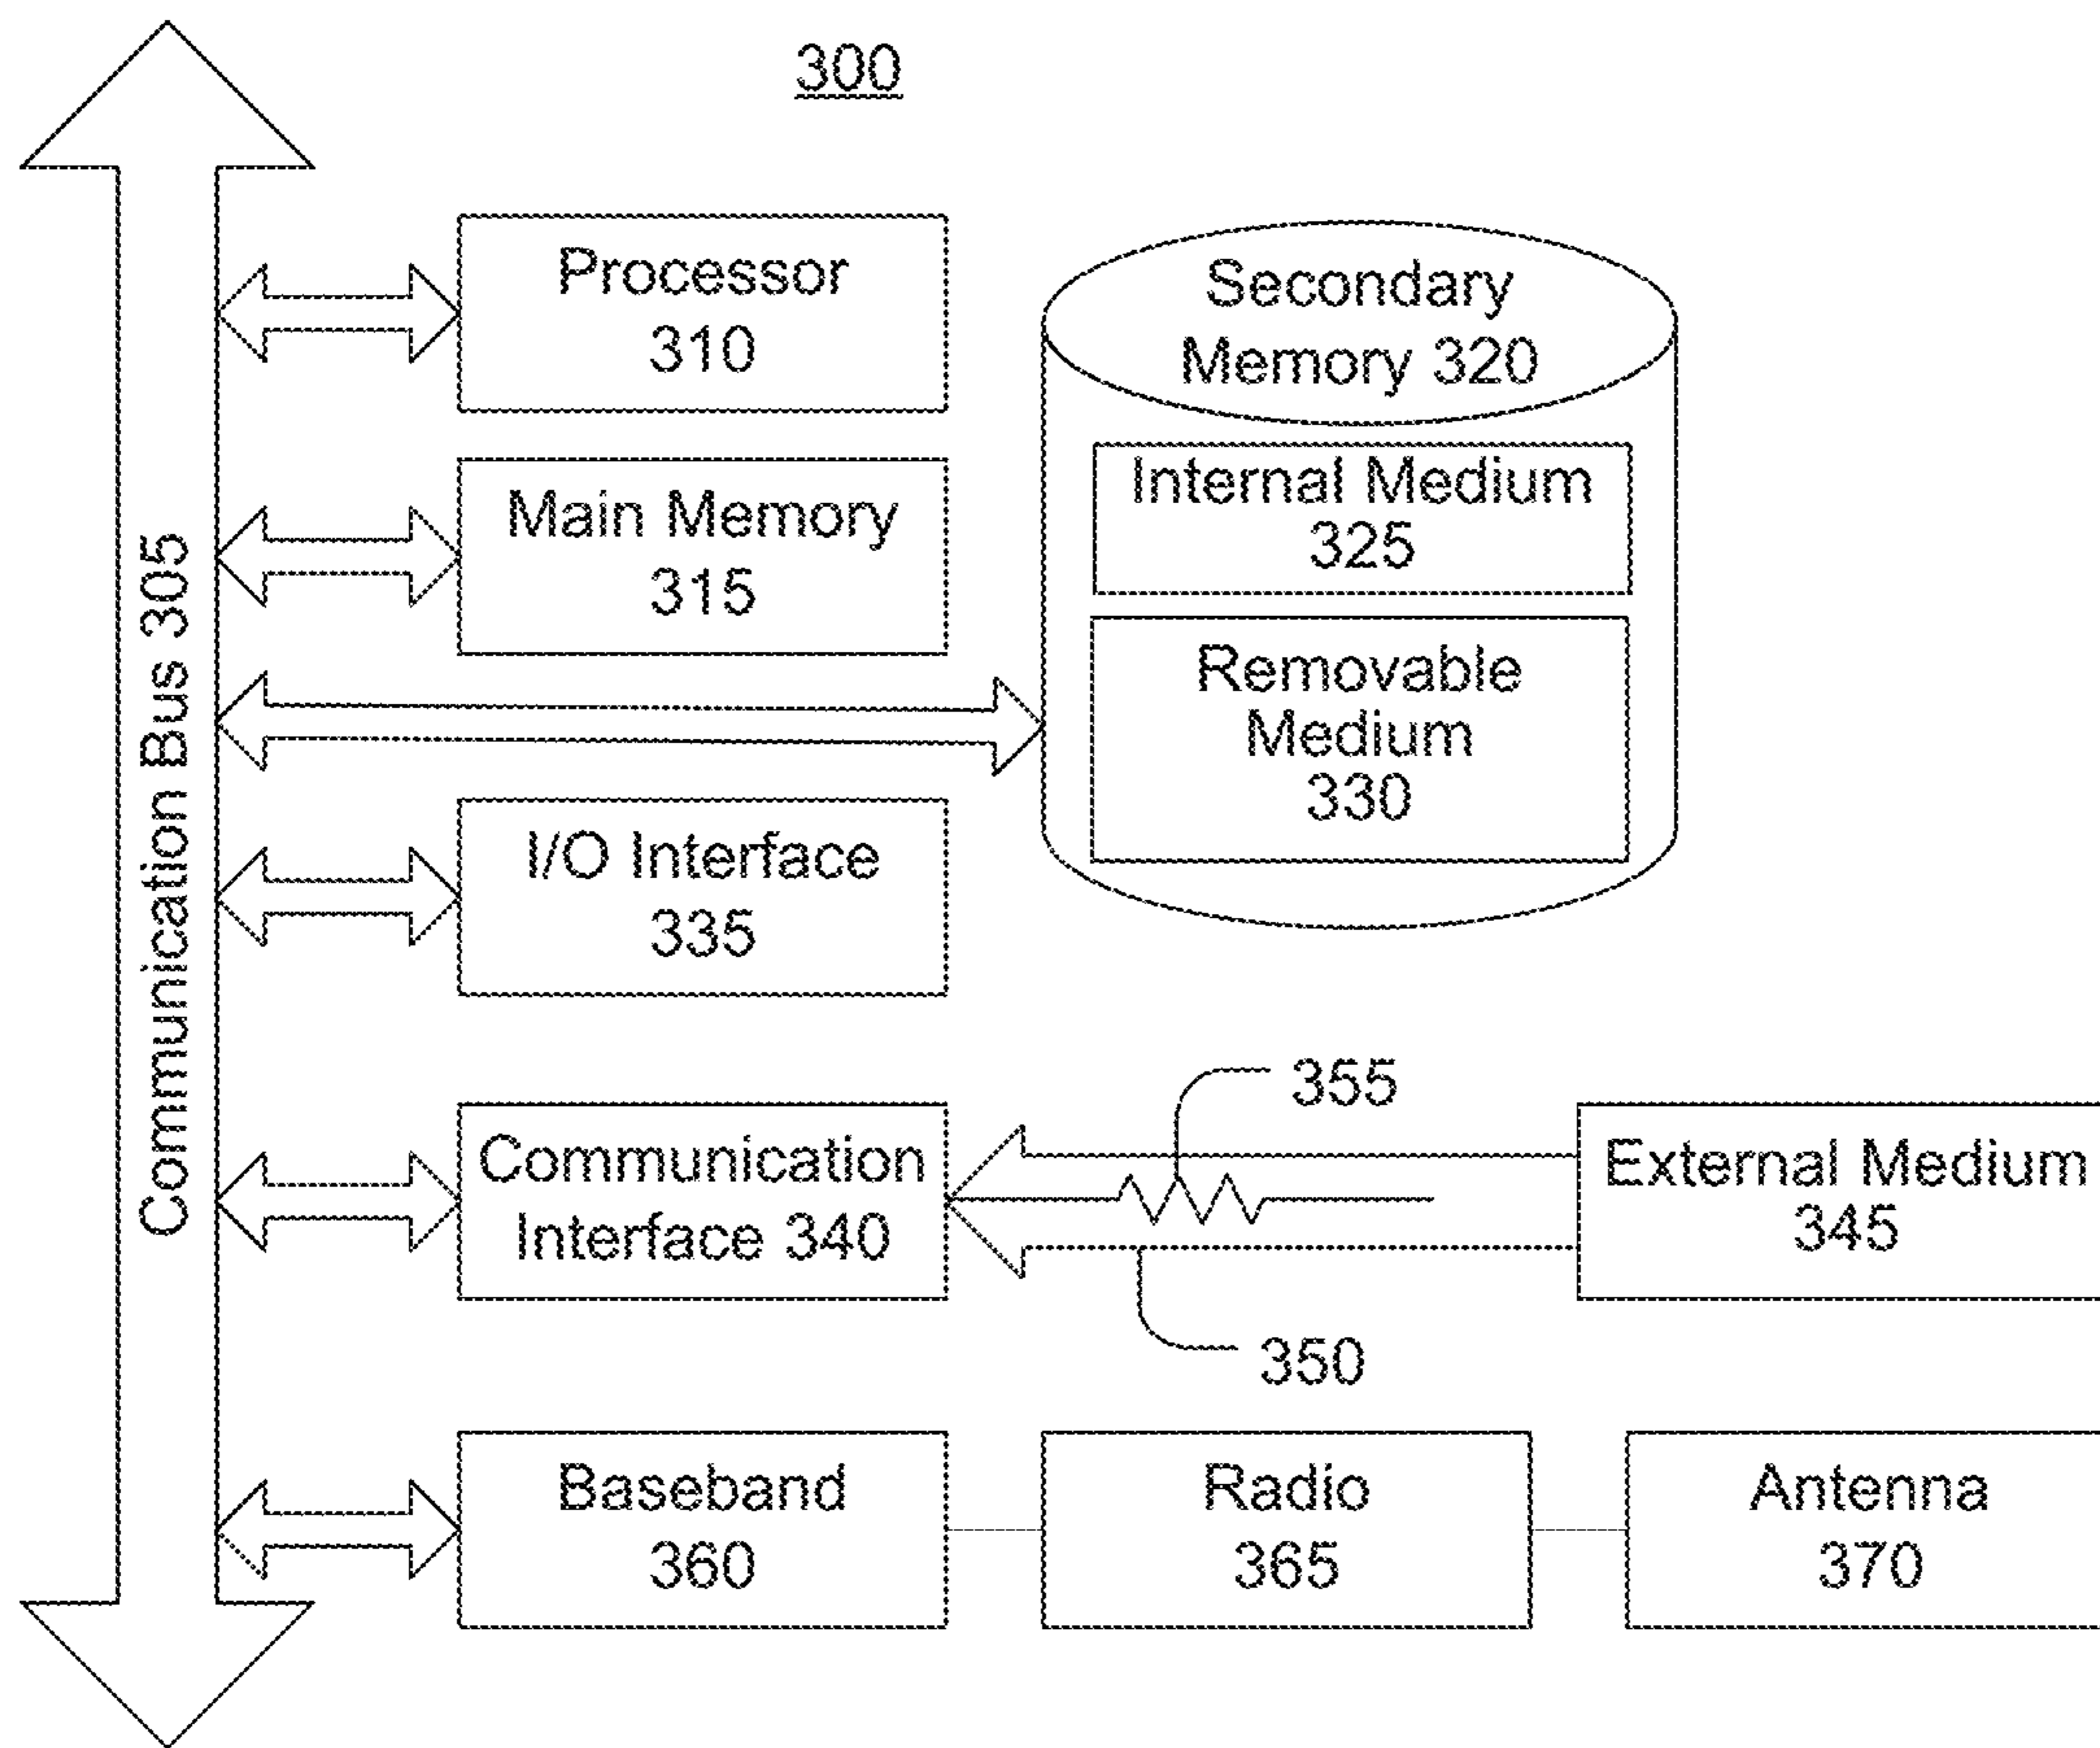 300
Communication Bus 305
Processor
310
Secondary
Memory 320
Main Memory
315
Internal Medium
325
Removable
Medium
330
I/O Interface
335
355
Communication
Interface 340
External Medium
345
350
Baseband
360
Radio
365
Antenna
370